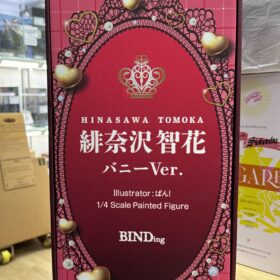 HINASAWA TOMOKA
緋奈沢 智花
バニーVer.
Illustrator:ばん!
1/4 Scale Painted Figure
BINDing